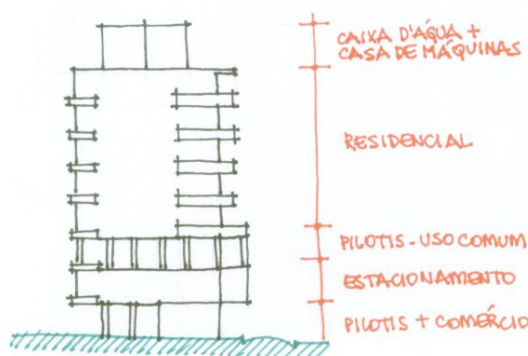 CAIXA D'ÁGUA +
CASA DE MÁQUINAS
RESIDENCIAL
PILOTIS - USO COMUM
ESTACIONAMENTO
PILOTIS + COMÉRCIO